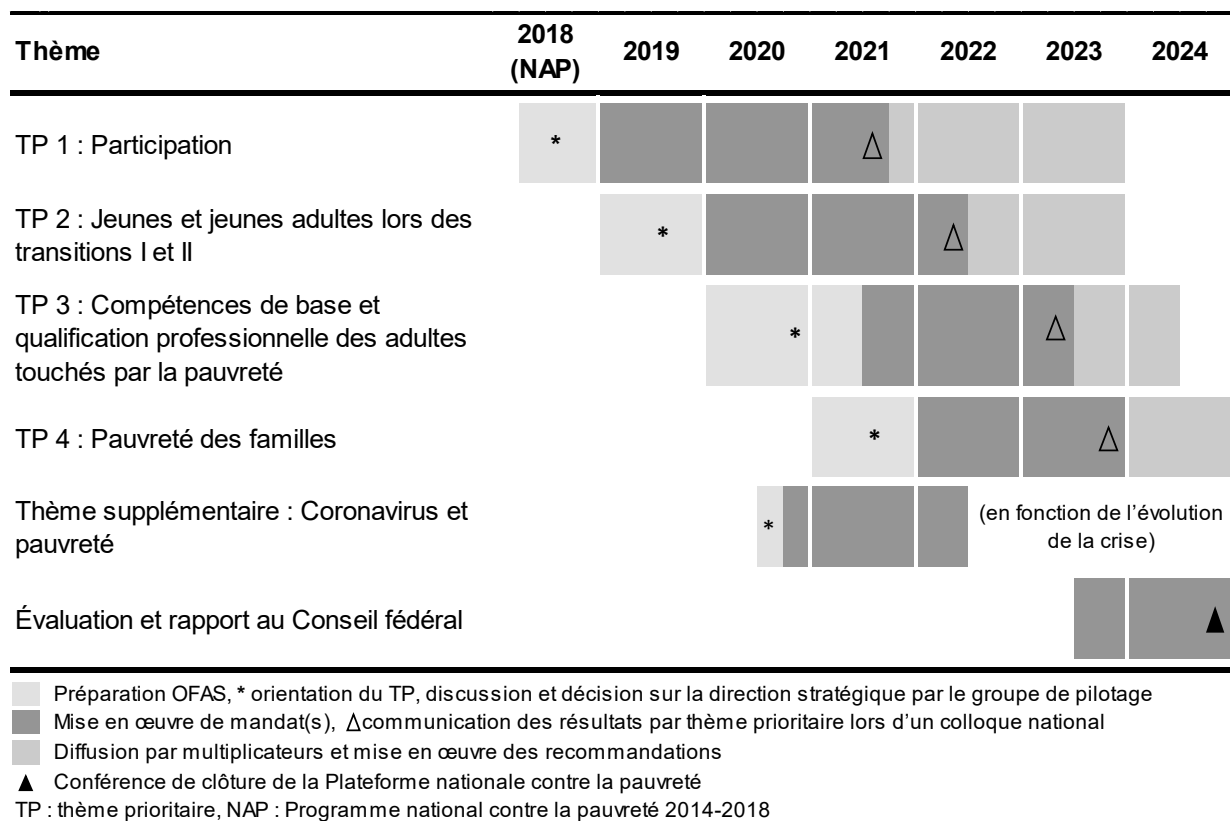 Thème 2018 (NAP) 2019 2020 2021 2022 2023 2024
TP 1 : Participation * △
TP 2 : Jeunes et jeunes adultes lors des
transitions I et II * △
TP 3 : Compétences de base et
qualification professionnelle des adultes * △
touchés par la pauvreté
TP 4 : Pauvreté des familles * △
Thème supplémentaire : Coronavirus et
pauvreté * (en fonction de l’évolution
de la crise)
Évaluation et rapport au Conseil fédéral ▲
Préparation OFAS, * orientation du TP, discussion et décision sur la direction stratégique par le groupe de pilotage
Mise en œuvre de mandat(s), △communication des résultats par thème prioritaire lors d’un colloque national
Diffusion par multiplicateurs et mise en œuvre des recommandations
▲ Conférence de clôture de la Plateforme nationale contre la pauvreté
TP : thème prioritaire, NAP : Programme national contre la pauvreté 2014-2018